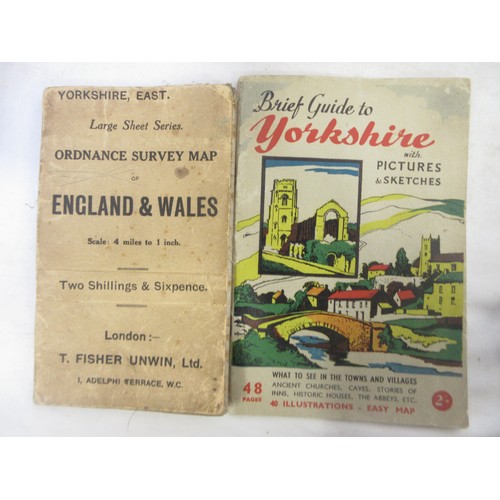 YORKSHIRE, EAST.
Large Sheet Series.
ORDNANCE SURVEY MAP
OF
ENGLAND & WALES
Scale: 4 miles to 1 inch.
Two Shillings & Sixpence.
London:—
T. FISHER UNWIN, Ltd.
1, ADELPHI TERRACE, W.C.
Brief Guide to
Yorkshire
with
PICTURES
& SKETCHES
WHAT TO SEE IN THE TOWNS AND VILLAGES
48
PAGES
ANCIENT CHURCHES, CAVES, STORIES OF
INNS, HISTORIC HOUSES, THE ABBEYS, ETC.
40 ILLUSTRATIONS - EASY MAP
2/-